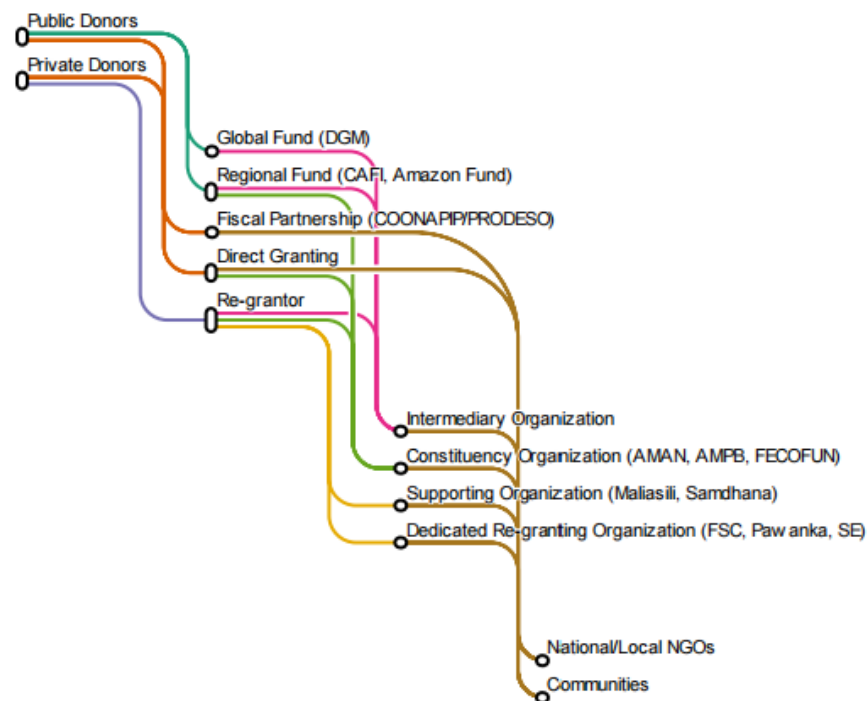 Public Donors
Private Donors
Global Fund (DGM)
Regional Fund (CAFI, Amazon Fund)
Fiscal Partnership (COONAPIP/PRODESO)
Direct Granting
Re-grantor
Intermediary Organization
Constituency Organization (AMAN, AMPB, FECOFUN)
Supporting Organization (Maliasili, Samdhana)
Dedicated Re-granting Organization (FSC, Pawanka, SE)
National/Local NGOs
Communities